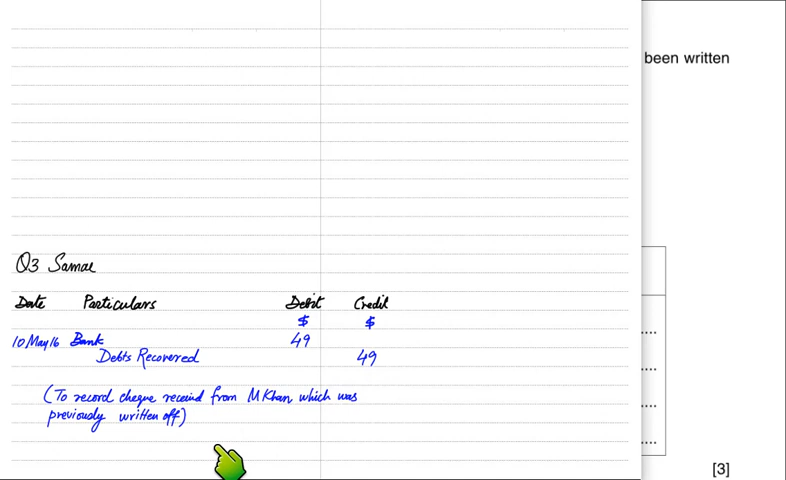 been written
Q3 Samar
Date Particulars Debit Credit
$ $
10 May 16 Bank 49
Debts Recovered 49
(To record cheque received from M Khan which was
previously written off)
[3]